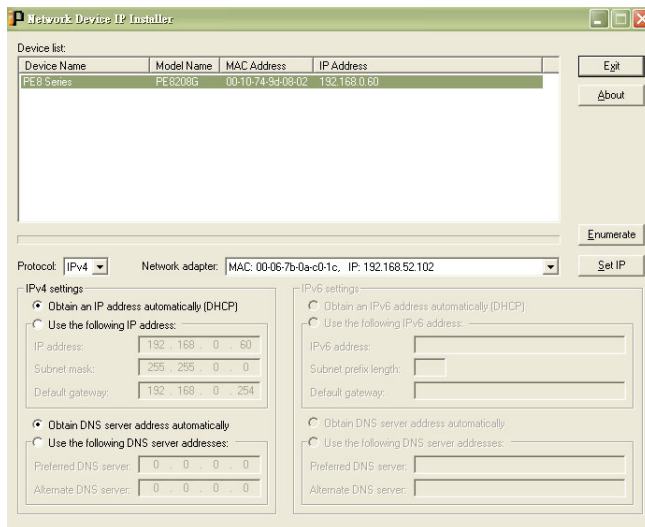 Network Device IP Installer
Device list:
Device Name Model Name MAC Address IP Address
PE8 Series PE8208G 00-10-74-9d-08-02 192.168.0.60
Exit
About
Enumerate
Protocol: IPv4 Network adapter: MAC: 00-06-7b-0a-c0-1c, IP: 192.168.52.102 Set IP
IPv4 settings
Obtain an IP address automatically (DHCP)
Use the following IP address:
IP address: 192 . 168 . 0 . 60
Subnet mask: 255 . 255 . 0 . 0
Default gateway: 192 . 168 . 0 . 254
Obtain DNS server address automatically
Use the following DNS server addresses:
Preferred DNS server: 0 . 0 . 0 . 0
Alternate DNS server: 0 . 0 . 0 . 0
IPv6 settings
Obtain an IPv6 address automatically (DHCP)
Use the following IPv6 address:
IPv6 address:
Subnet prefix length:
Default gateway:
Obtain DNS server address automatically
Use the following DNS server addresses:
Preferred DNS server:
Alternate DNS server: